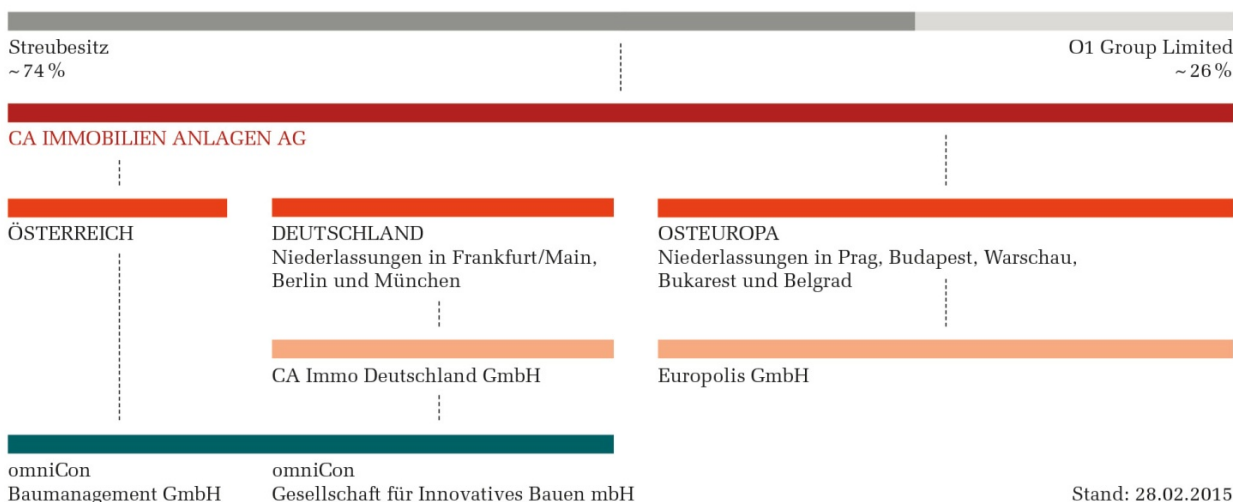 Streubesitz
~ 74 %
O1 Group Limited
~ 26 %
CA IMMOBILIEN ANLAGEN AG
ÖSTERREICH
DEUTSCHLAND
Niederlassungen in Frankfurt/Main,
Berlin und München
OSTEUROPA
Niederlassungen in Prag, Budapest, Warschau,
Bukarest und Belgrad
CA Immo Deutschland GmbH
Europolis GmbH
omniCon
Baumanagement GmbH
omniCon
Gesellschaft für Innovatives Bauen mbH
Stand: 28.02.2015